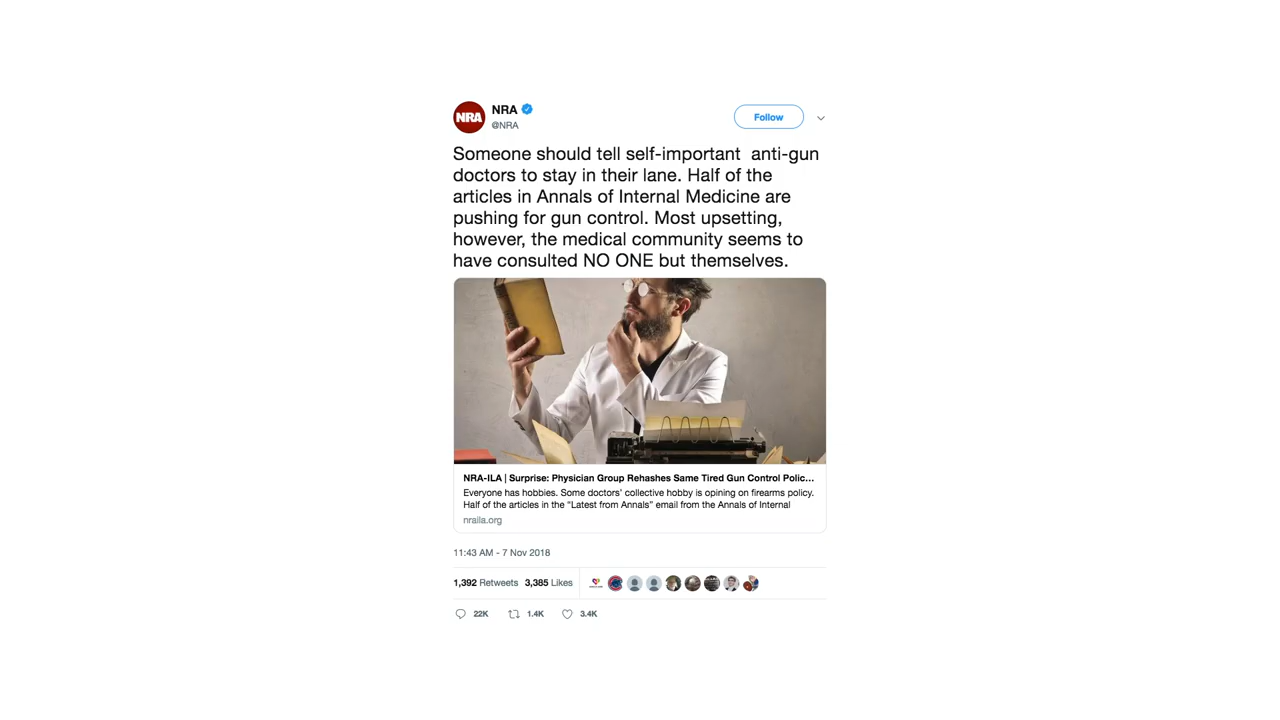 NRA
NRA
@NRA
Follow
Someone should tell self-important  anti-gun
doctors to stay in their lane. Half of the
articles in Annals of Internal Medicine are
pushing for gun control. Most upsetting,
however, the medical community seems to
have consulted NO ONE but themselves.
NRA-ILA | Surprise: Physician Group Rehashes Same Tired Gun Control Polic...
Everyone has hobbies. Some doctors' collective hobby is opining on firearms policy.
Half of the articles in the "Latest from Annals" email from the Annals of Internal
nraila.org
11:43 AM - 7 Nov 2018
1,392 Retweets 3,385 Likes
22K 1.4K 3.4K